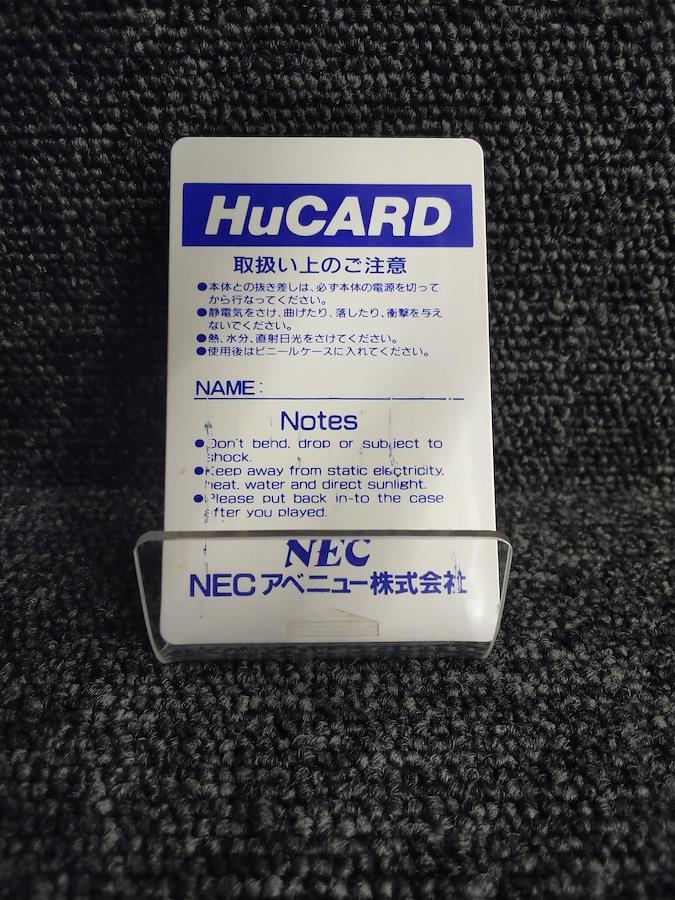 HuCARD
取扱い上のご注意
●本体との抜き差しは、必ず本体の電源を切って
から行なってください。
●静電気をさけ、曲げたり、落したり、衝撃を与え
ないでください。
●熱、水分、直射日光をさけてください。
●使用後はビニールケースに入れてください。
NAME:
Notes
●Don't bend, drop or subject to
shock.
●Keep away from static electricity,
heat, water and direct sunlight.
●Please put back in-to the case
after you played.
NEC
NECアベニュー株式会社